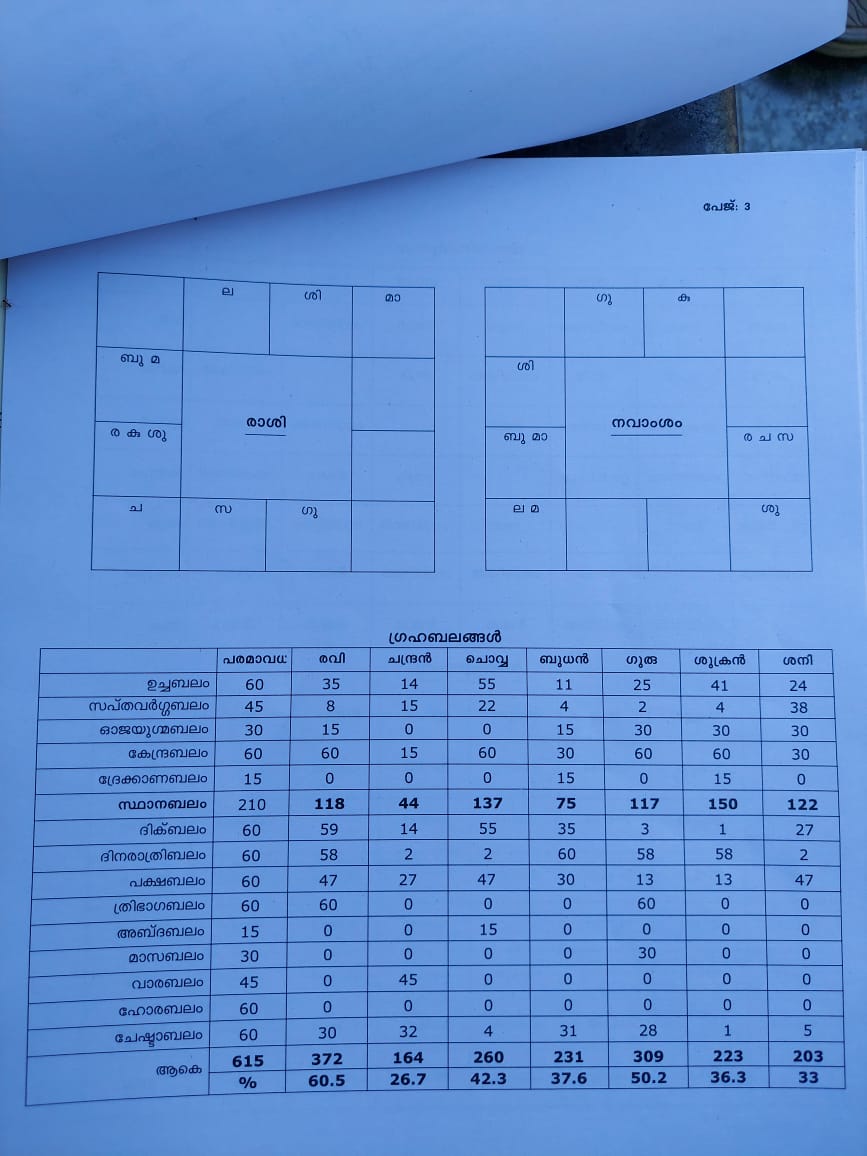 പേജ്: 3
ല ശി മാ
ബു മ
രാശി
ര കു ശു
ച സ ഗു
ഗു കു
ശി
നവാംശം
ബു മാ ര ച സ
ല മ ശു
ഗ്രഹബലങ്ങൾ
പരമാവധ രവി ചന്ദ്രൻ ചൊവ്വ ബുധൻ ഗുരു ശുക്രൻ ശനി
ഉച്ചബലം 60 35 14 55 11 25 41 24
സപ്തവർഗ്ഗബലം 45 8 15 22 4 2 4 38
ഓജയുഗ്മബലം 30 15 0 0 15 30 30 30
കേന്ദ്രബലം 60 60 15 60 30 60 60 30
ദ്രേക്കാണബലം 15 0 0 0 15 0 15 0
സ്ഥാനബലം 210 118 44 137 75 117 150 122
ദിക്ബലം 60 59 14 55 35 3 1 27
ദിനരാത്രിബലം 60 58 2 2 60 58 58 2
പക്ഷബലം 60 47 27 47 30 13 13 47
ത്രിഭാഗബലം 60 60 0 0 0 60 0 0
അബ്ദബലം 15 0 0 15 0 0 0 0
മാസബലം 30 0 0 0 0 30 0 0
വാരബലം 45 0 45 0 0 0 0 0
ഹോരബലം 60 0 0 0 0 0 0 0
ചേഷ്ടാബലം 60 30 32 4 31 28 1 5
ആകെ 615 372 164 260 231 309 223 203
% 60.5 26.7 42.3 37.6 50.2 36.3 33